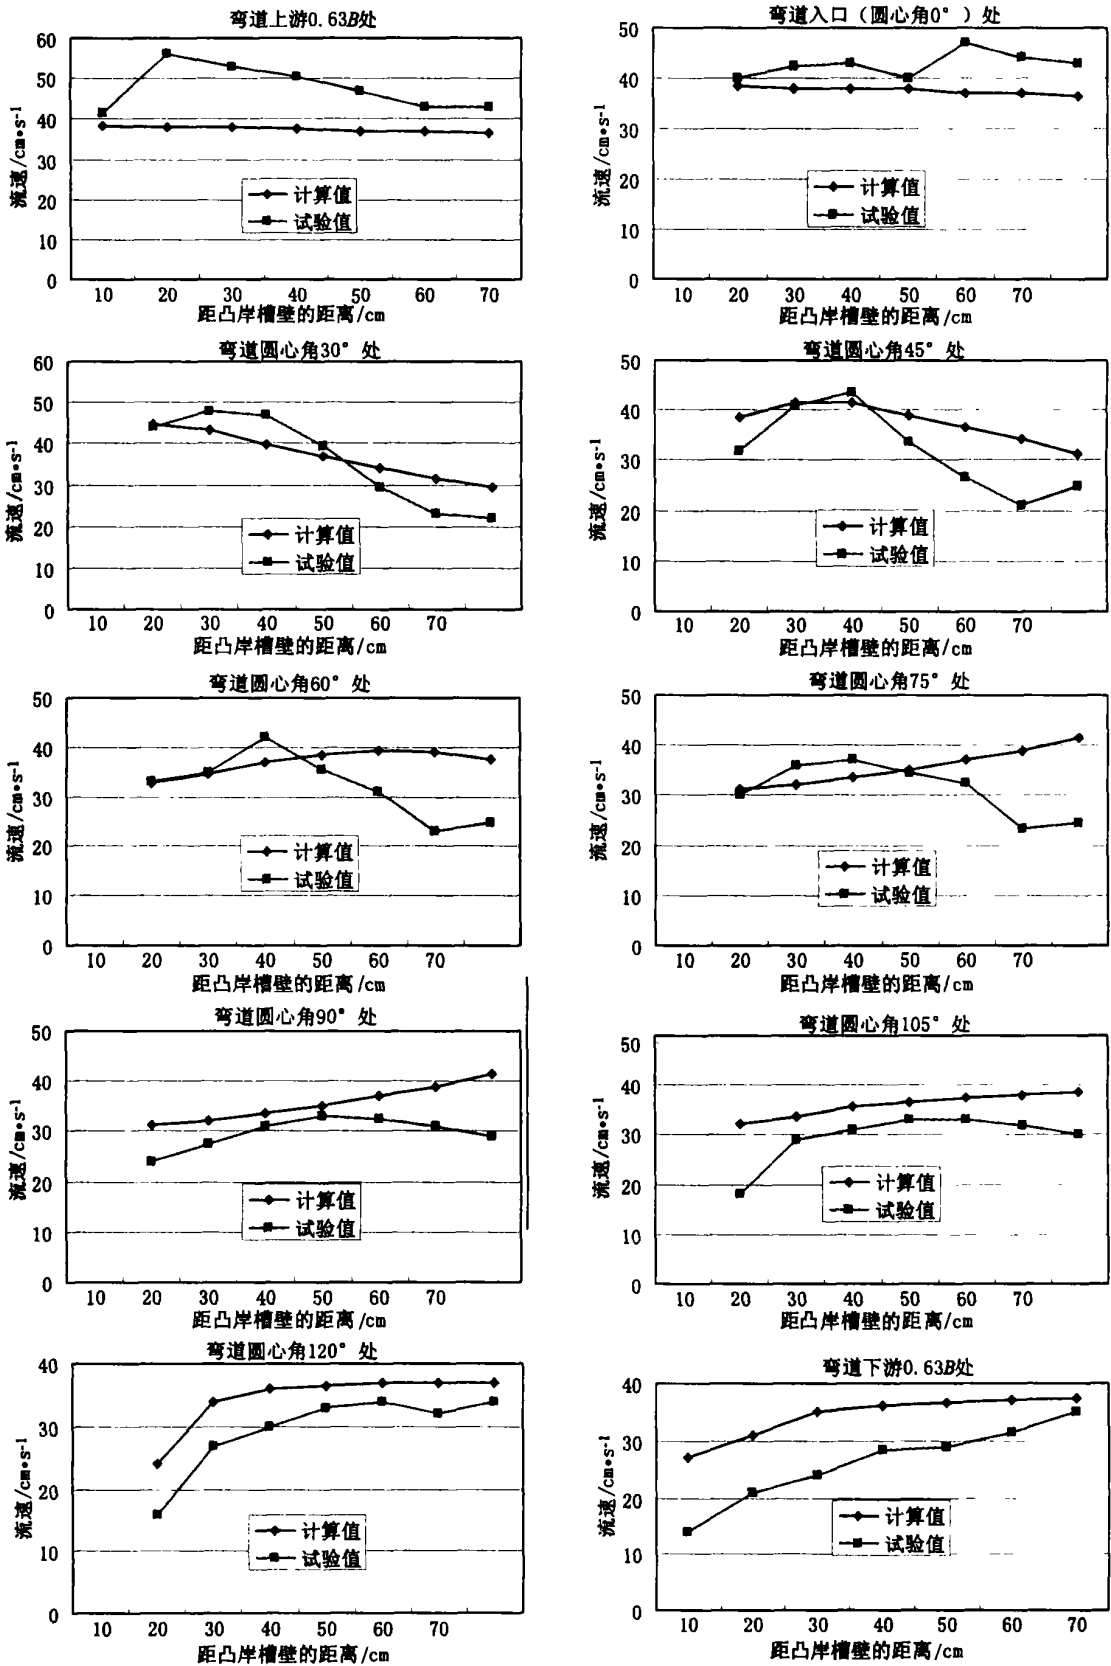 弯道上游0.63B处
60
50
40
30
20
10
0
流速/cm•s⁻¹
计算值
试验值
10 20 30 40 50 60 70
距凸岸槽壁的距离/cm
弯道入口（圆心角0°）处
50
40
30
20
10
0
流速/cm•s⁻¹
计算值
试验值
10 20 30 40 50 60 70
距凸岸槽壁的距离/cm
弯道圆心角30°处
60
50
40
30
20
10
0
流速/cm•s⁻¹
计算值
试验值
10 20 30 40 50 60 70
距凸岸槽壁的距离/cm
弯道圆心角45°处
50
40
30
20
10
0
流速/cm•s⁻¹
计算值
试验值
10 20 30 40 50 60 70
距凸岸槽壁的距离/cm
弯道圆心角60°处
50
40
30
20
10
0
流速/cm•s⁻¹
计算值
试验值
10 20 30 40 50 60 70
距凸岸槽壁的距离/cm
弯道圆心角75°处
50
40
30
20
10
0
流速/cm•s⁻¹
计算值
试验值
10 20 30 40 50 60 70
距凸岸槽壁的距离/cm
弯道圆心角90°处
50
40
30
20
10
0
流速/cm•s⁻¹
计算值
试验值
10 20 30 40 50 60 70
距凸岸槽壁的距离/cm
弯道圆心角105°处
50
40
30
20
10
0
流速/cm•s⁻¹
计算值
试验值
10 20 30 40 50 60 70
距凸岸槽壁的距离/cm
弯道圆心角120°处
40
30
20
10
0
流速/cm•s⁻¹
计算值
试验值
10 20 30 40 50 60 70
距凸岸槽壁的距离/cm
弯道下游0.63B处
40
30
20
10
0
流速/cm•s⁻¹
计算值
试验值
10 20 30 40 50 60 70
距凸岸槽壁的距离/cm